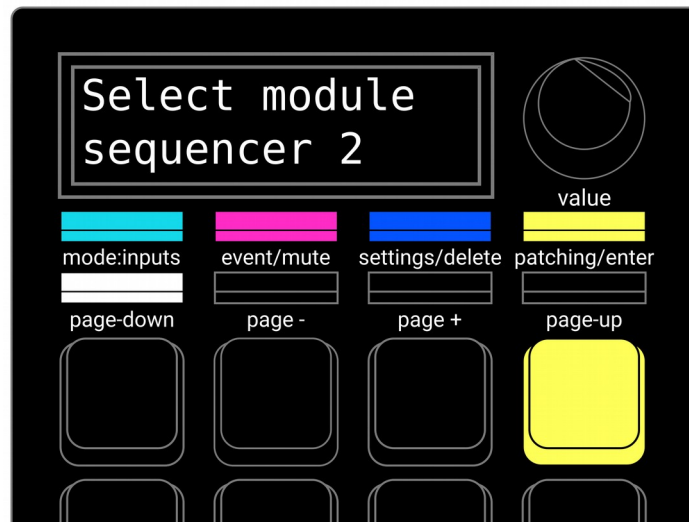 Select module
sequencer 2
value
mode:inputs event/mute settings/delete patching/enter
page-down page - page + page-up